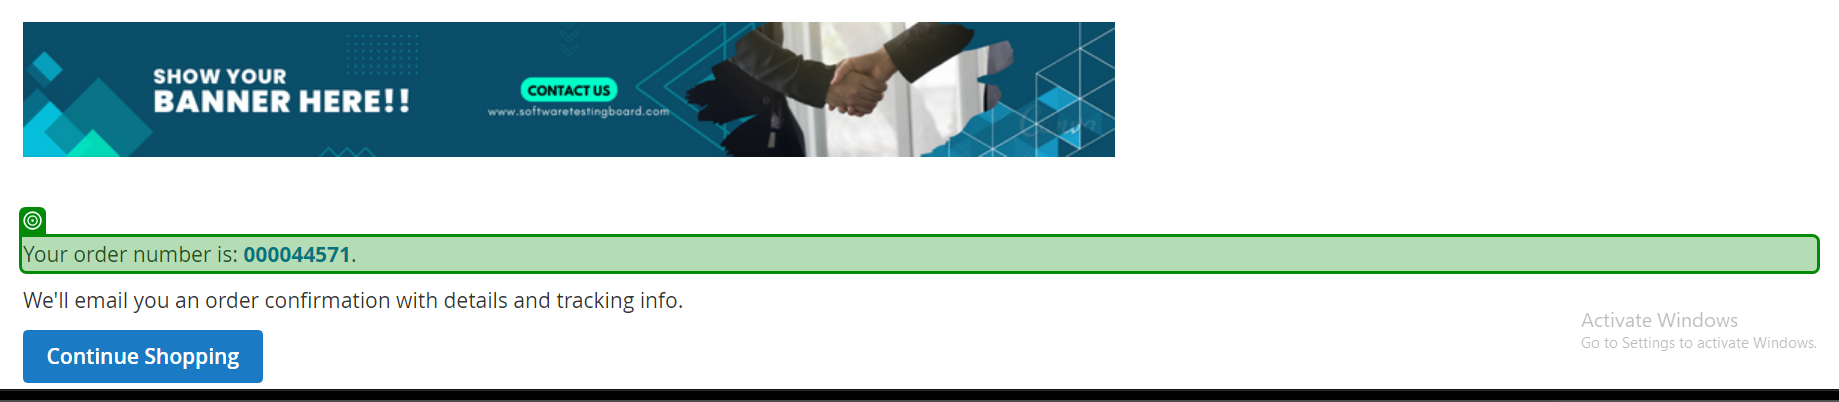 SHOW YOUR
BANNER HERE!!
CONTACT US
www.softwaretestingboard.com
Your order number is: 000044571.
We'll email you an order confirmation with details and tracking info.
Continue Shopping
Activate Windows
Go to Settings to activate Windows.